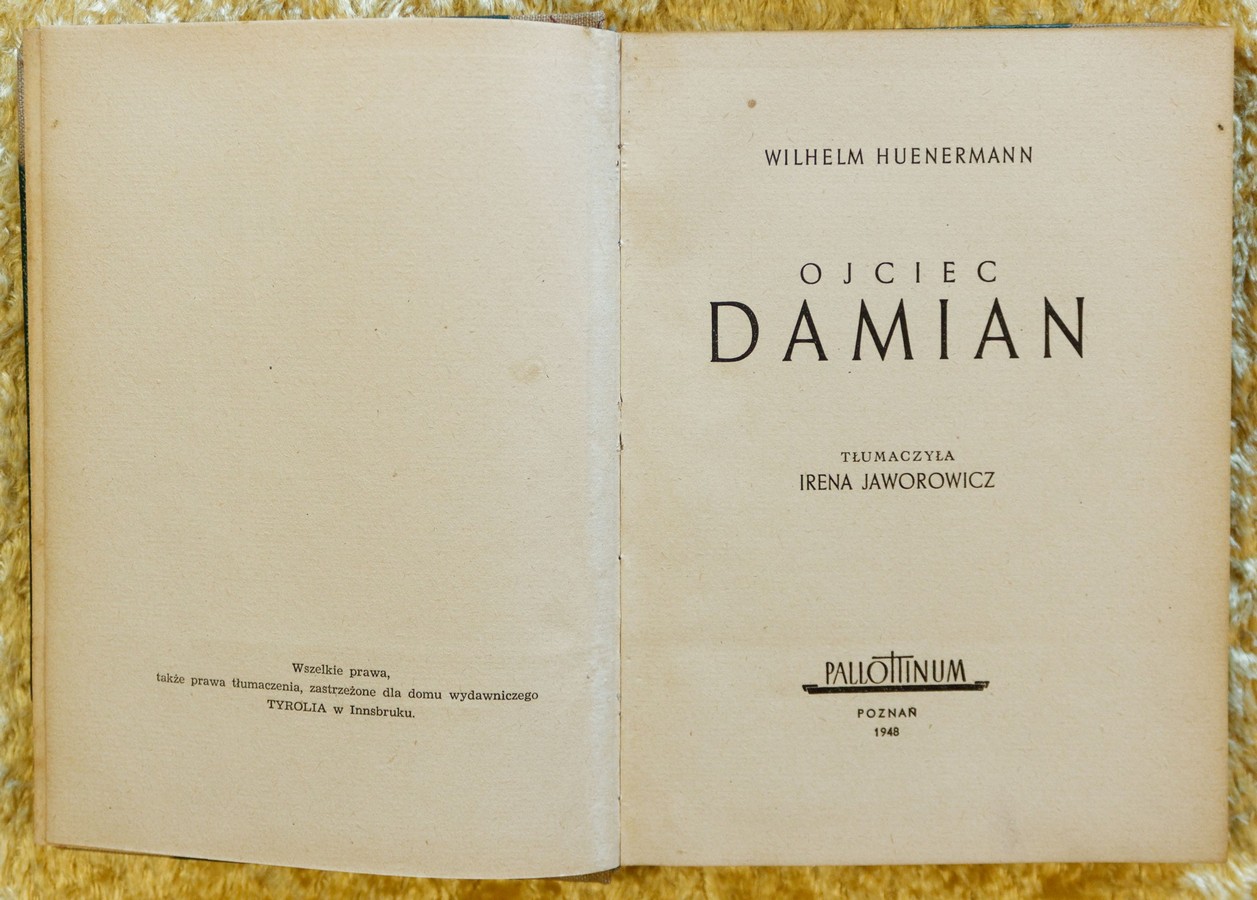 Wszelkie prawa,
także prawa tłumaczenia, zastrzeżone dla domu wydawniczego
TYROLIA w Innsbruku.
WILHELM HUENERMANN
OJCIEC
DAMIAN
TŁUMACZYŁA
IRENA JAWOROWICZ
PALLOTTINUM
POZNAŃ
1948